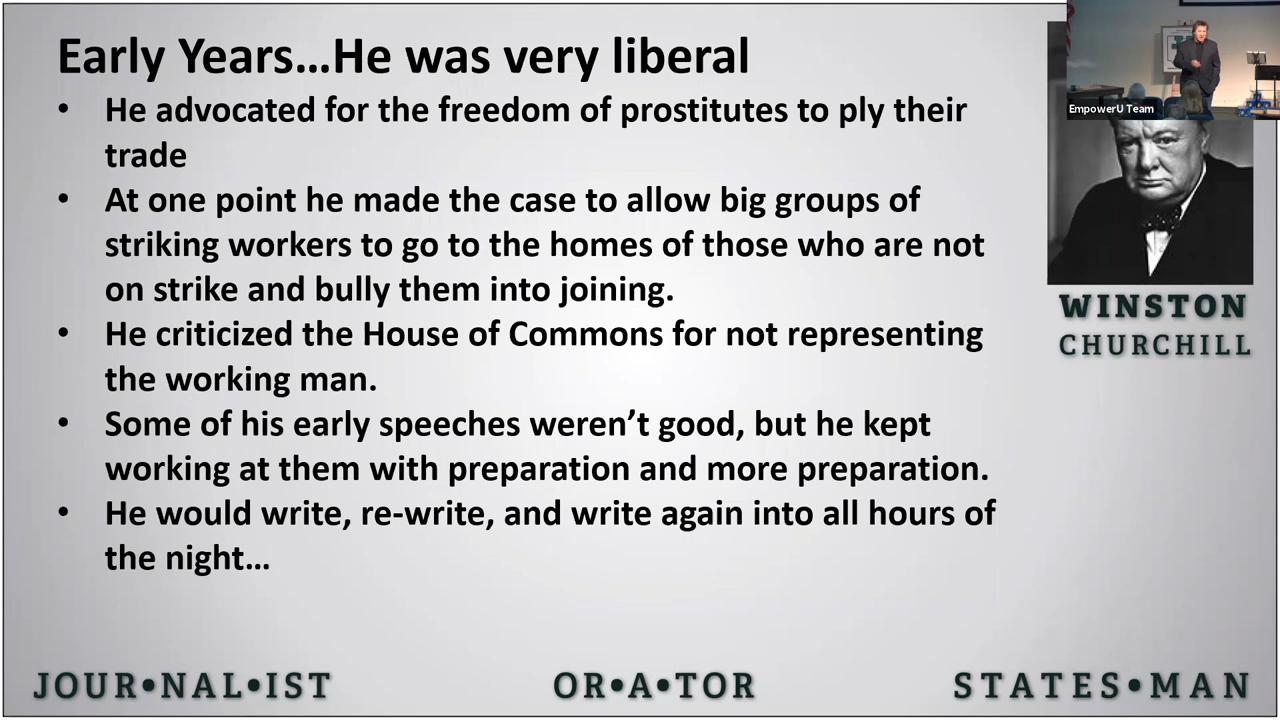 Early Years...He was very liberal
• He advocated for the freedom of prostitutes to ply their
trade
• At one point he made the case to allow big groups of
striking workers to go to the homes of those who are not
on strike and bully them into joining.
• He criticized the House of Commons for not representing
the working man.
• Some of his early speeches weren’t good, but he kept
working at them with preparation and more preparation.
• He would write, re-write, and write again into all hours of
the night...
EmpowerU Team
WINSTON
CHURCHILL
JOUR•NAL•IST
OR•A•TOR
STATES•MAN